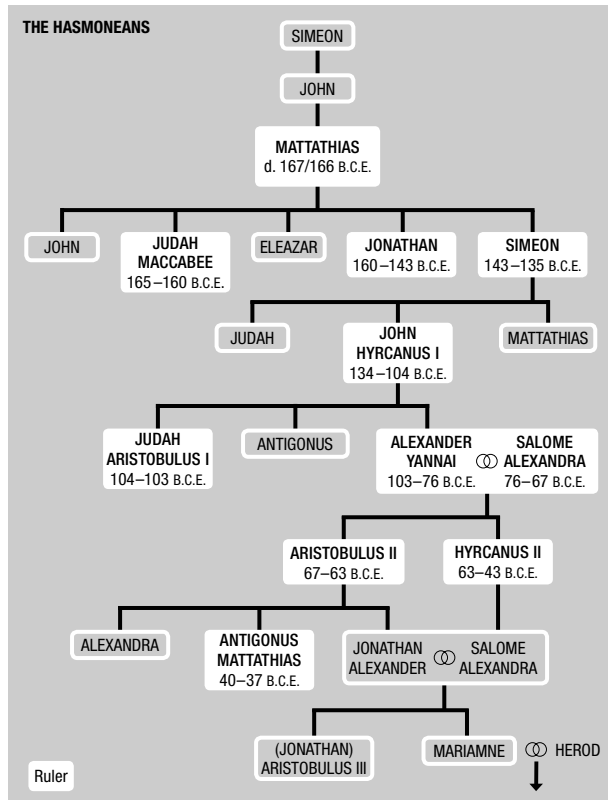 THE HASMONEANS
SIMEON
JOHN
MATTATHIAS
d. 167/166 B.C.E.
JOHN
JUDAH
MACCABEE
165–160 B.C.E.
ELEAZAR
JONATHAN
160–143 B.C.E.
SIMEON
143–135 B.C.E.
JUDAH
JOHN
HYRCANUS I
134–104 B.C.E.
MATTATHIAS
JUDAH
ARISTOBULUS I
104–103 B.C.E.
ANTIGONUS
ALEXANDER
YANNAI
103–76 B.C.E.
SALOME
ALEXANDRA
76–67 B.C.E.
ARISTOBULUS II
67–63 B.C.E.
HYRCANUS II
63–43 B.C.E.
ALEXANDRA
ANTIGONUS
MATTATHIAS
40–37 B.C.E.
JONATHAN
ALEXANDER
SALOME
ALEXANDRA
(JONATHAN)
ARISTOBULUS III
MARIAMNE
HEROD
Ruler